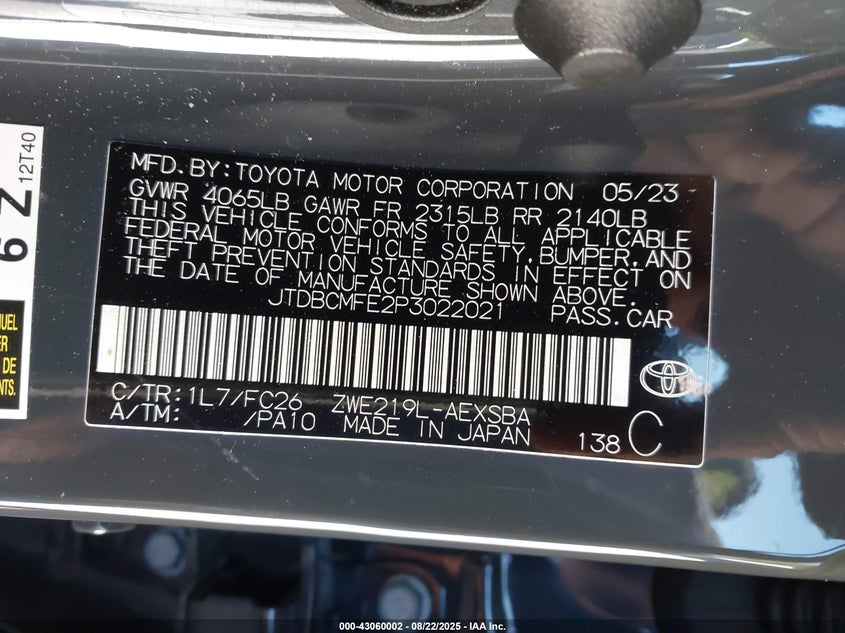 MFD.BY:TOYOTA MOTOR CORPORATION 05/23
GVWR 4065LB GAWR FR 2315LB RR 2140LB
THIS VEHICLE CONFORMS TO ALL APPLICABLE
FEDERAL MOTOR VEHICLE SAFETY,BUMPER,AND
THEFT PREVENTION STANDARDS IN EFFECT ON
THE DATE OF MANUFACTURE SHOWN ABOVE.
JTDBCMFE2P3022021 PASS.CAR
C/TR:1L7/FC26 ZWE219L-AEXSBA
A/TM: /PA10 MADE IN JAPAN 138 C
6 Z 12T40
DE
000-43060002 - 08/22/2025 - IAA Inc.